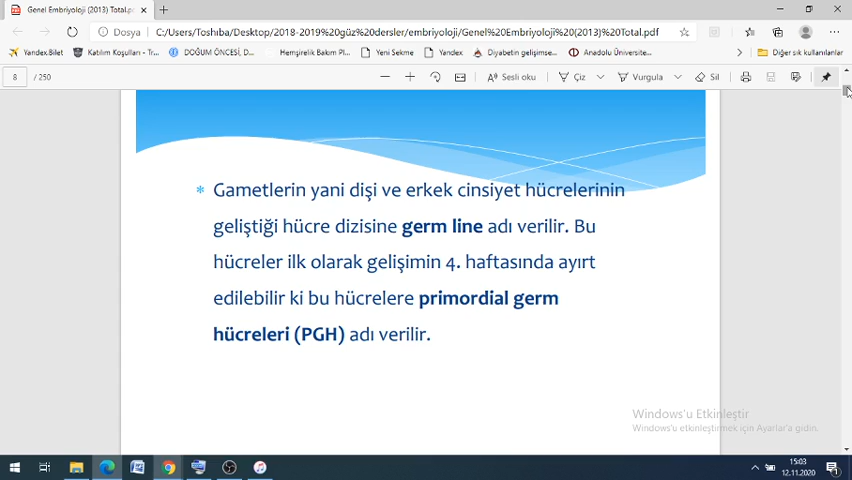 Genel Embriyoloji (2013) Total.pdf
Dosya
C:/Users/Toshıba/Desktop/2018-2019%20güz%20dersler/embriyoloji/Genel%20Embriyoloji%20(2013)%20Total.pdf
Yandex.Bilet
Katılım Koşulları - Tr...
DOĞUM ÖNCESİ, D...
Hemşirelik Bakım Pl...
Yeni Sekme
Yandex
Diyabetin gelişimse...
Anadolu Üniversite...
Diğer sık kullanılanlar
8 / 250
Sesli oku
Çiz
Vurgula
Sil
* Gametlerin yani dişi ve erkek cinsiyet hücrelerinin
geliştiği hücre dizisine germ line adı verilir. Bu
hücreler ilk olarak gelişimin 4. haftasında ayırt
edilebilir ki bu hücrelere primordial germ
hücreleri (PGH) adı verilir.
Windows'u Etkinleştir
Windows'u etkinleştirmek için Ayarlar'a gidin.
15:03
12.11.2020